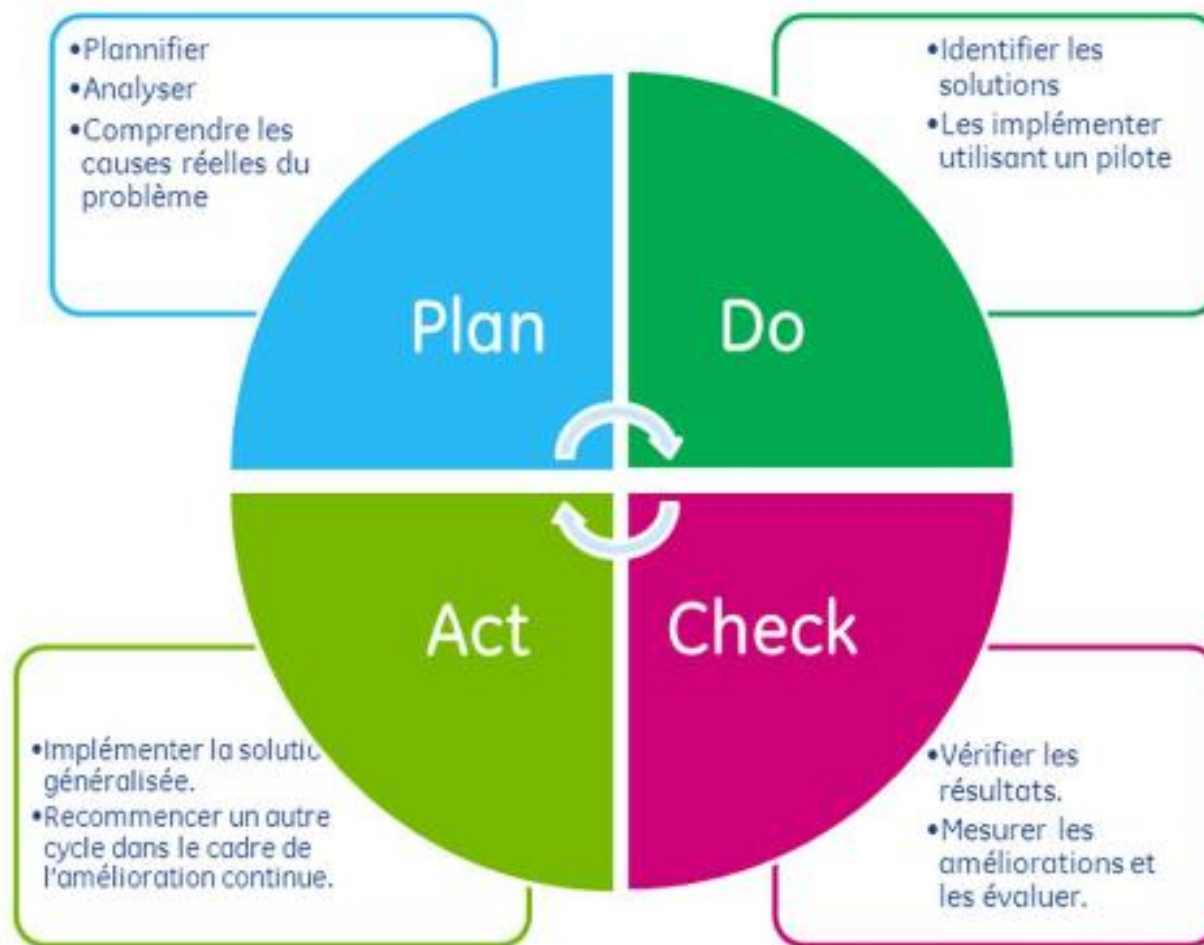 •Plannifier
•Analyser
•Comprendre les
causes réelles du
problème
•Identifier les
solutions
•Les implémenter
utilisant un pilote
Plan
Do
Act
Check
•Implémenter la solutic
généralisée.
•Recommencer un autre
cycle dans le cadre de
l'amélioration continue.
•Vérifier les
résultats.
•Mesurer les
améliorations et
les évaluer.